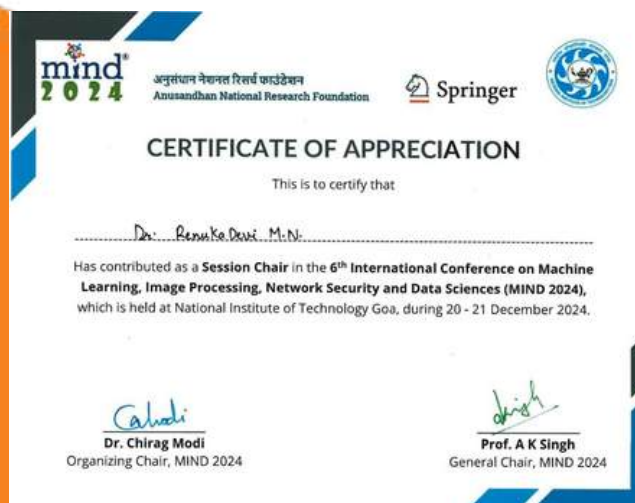 mind®
2024
अनुसंधान नेशनल रिसर्च फाउंडेशन
Anusandhan National Research Foundation
Springer
CERTIFICATE OF APPRECIATION
This is to certify that
Dr. Renuka Devi M.N.
Has contributed as a Session Chair in the 6th International Conference on Machine
Learning, Image Processing, Network Security and Data Sciences (MIND 2024),
which is held at National Institute of Technology Goa, during 20 - 21 December 2024.
Dr. Chirag Modi
Organizing Chair, MIND 2024
Prof. A K Singh
General Chair, MIND 2024